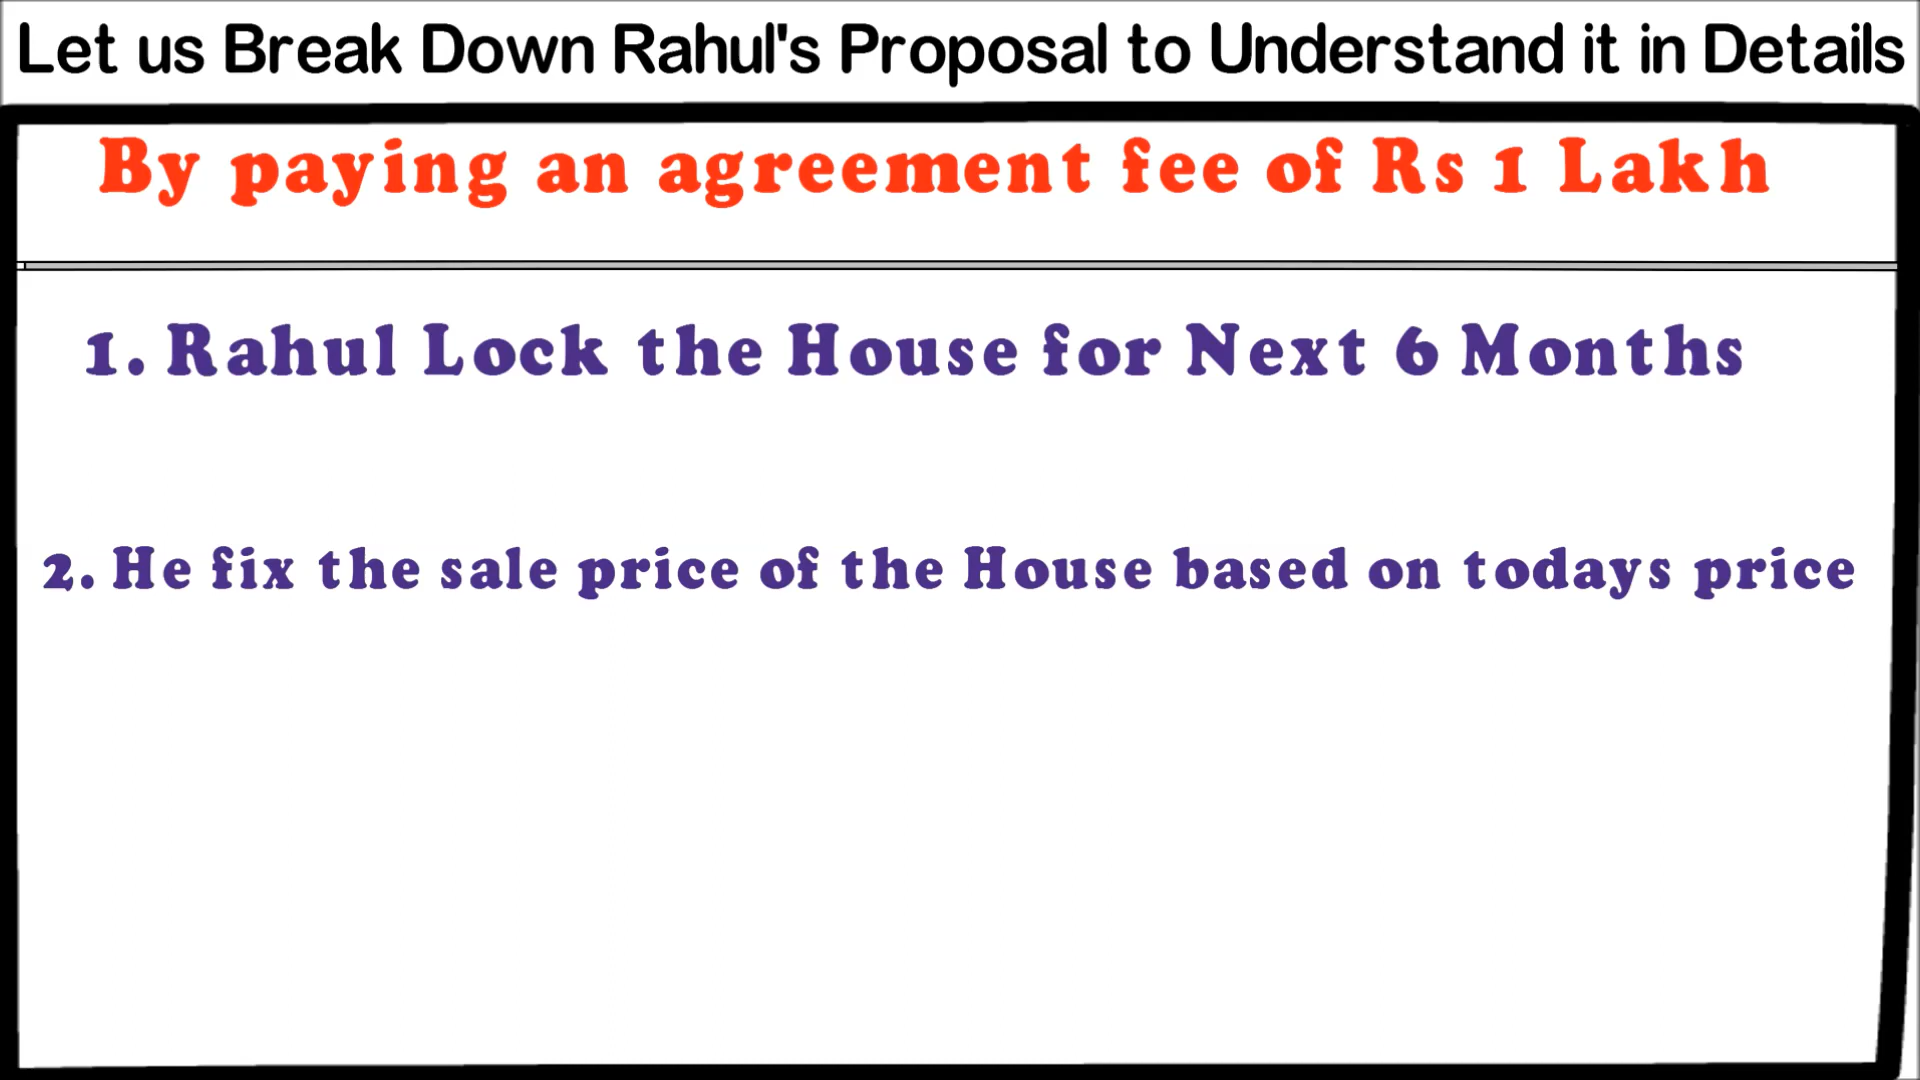 Let us Break Down Rahul's Proposal to Understand it in Details
By paying an agreement fee of Rs 1 Lakh
1. Rahul Lock the House for Next 6 Months
2. He fix the sale price of the House based on todays price